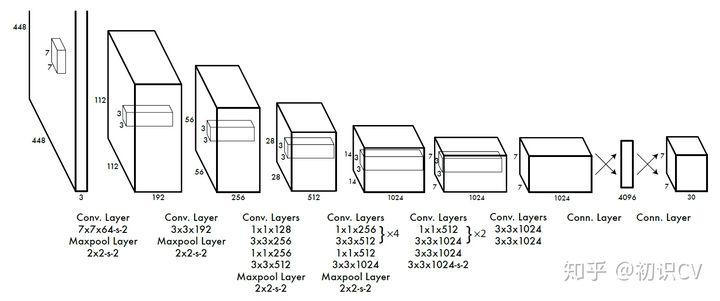 448
7
7
448
3
112
3
3
112
192
56
3
3
56
256
28
3
3
28
512
14
3
3
14
1024
7
3
3
7
1024
7
7
1024
4096
7
7
30
Conv. Layer
7x7x64-s-2
Maxpool Layer
2x2-s-2
Conv. Layer
3x3x192
Maxpool Layer
2x2-s-2
Conv. Layers
1x1x128
3x3x256
1x1x256
3x3x512
Maxpool Layer
2x2-s-2
Conv. Layers
1x1x256
3x3x512
}×4
1x1x512
3x3x1024
Maxpool Layer
2x2-s-2
Conv. Layers
1x1x512
3x3x1024
}×2
3x3x1024
3x3x1024-s-2
Conv. Layers
3x3x1024
3x3x1024
Conn. Layer
Conn. Layer
知乎 @初识CV